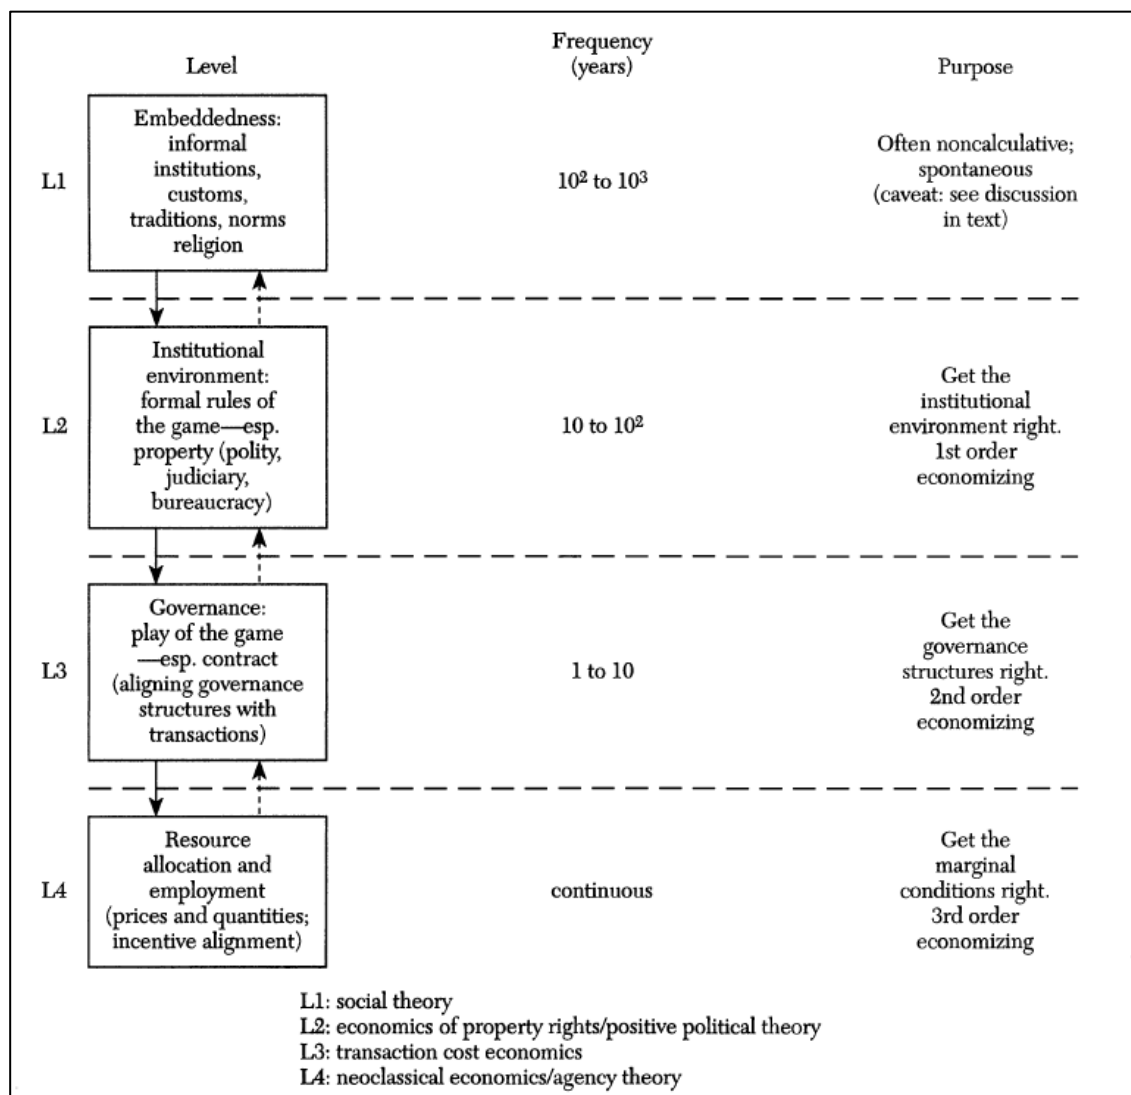 Level
Frequency
(years)
Purpose
L1
Embeddedness:
informal
institutions,
customs,
traditions, norms
religion
10² to 10³
Often noncalculative;
spontaneous
(caveat: see discussion
in text)
L2
Institutional
environment:
formal rules of
the game—esp.
property (polity,
judiciary,
bureaucracy)
10 to 10²
Get the
institutional
environment right.
1st order
economizing
L3
Governance:
play of the game
—esp. contract
(aligning governance
structures with
transactions)
1 to 10
Get the
governance
structures right.
2nd order
economizing
L4
Resource
allocation and
employment
(prices and quantities;
incentive alignment)
continuous
Get the
marginal
conditions right.
3rd order
economizing
L1: social theory
L2: economics of property rights/positive political theory
L3: transaction cost economics
L4: neoclassical economics/agency theory